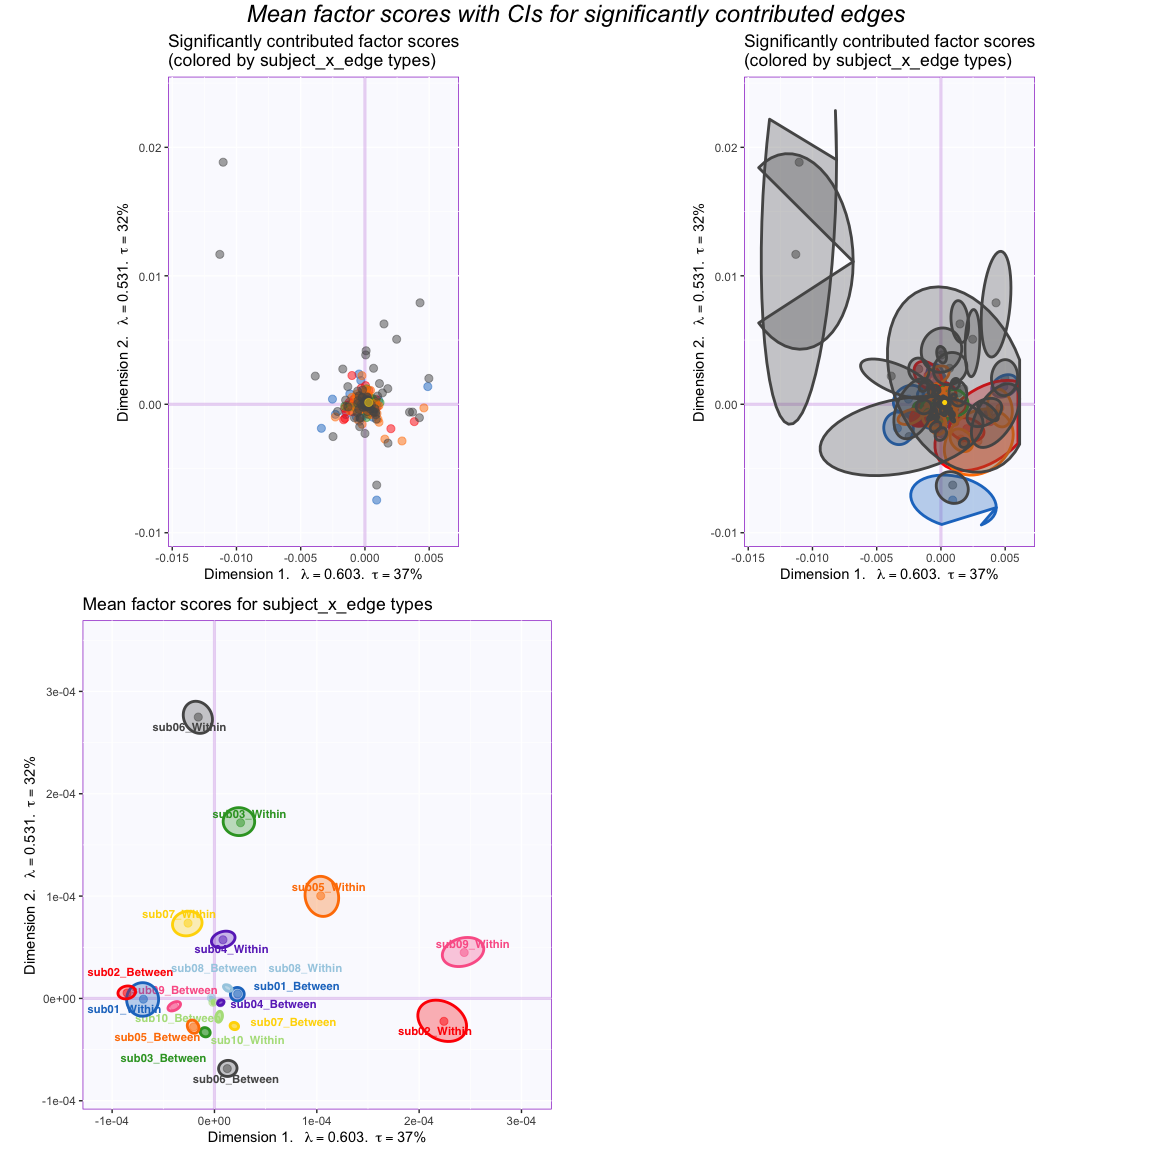 Mean factor scores with CIs for significantly contributed edges
Significantly contributed factor scores
(colored by subject_x_edge types)
0.02
0.01
0.00
-0.01
-0.015
-0.010
-0.005
0.000
0.005
Dimension 1.  λ = 0.603.  τ = 37%
Dimension 2.  λ = 0.531.  τ = 32%
Significantly contributed factor scores
(colored by subject_x_edge types)
0.02
0.01
0.00
-0.01
-0.015
-0.010
-0.005
0.000
0.005
Dimension 1.  λ = 0.603.  τ = 37%
Dimension 2.  λ = 0.531.  τ = 32%
Mean factor scores for subject_x_edge types
3e-04
2e-04
1e-04
0e+00
-1e-04
sub06_Within
sub03_Within
sub05_Within
sub07_Within
sub09_Within
sub04_Within
sub08_Between
sub08_Within
sub02_Between
sub01_Between
sub09_Between
sub04_Between
sub01_Within
sub10_Between
sub07_Between
sub02_Within
sub05_Between
sub10_Within
sub03_Between
sub06_Between
-1e-04
0e+00
1e-04
2e-04
3e-04
Dimension 1.  λ = 0.603.  τ = 37%
Dimension 2.  λ = 0.531.  τ = 32%